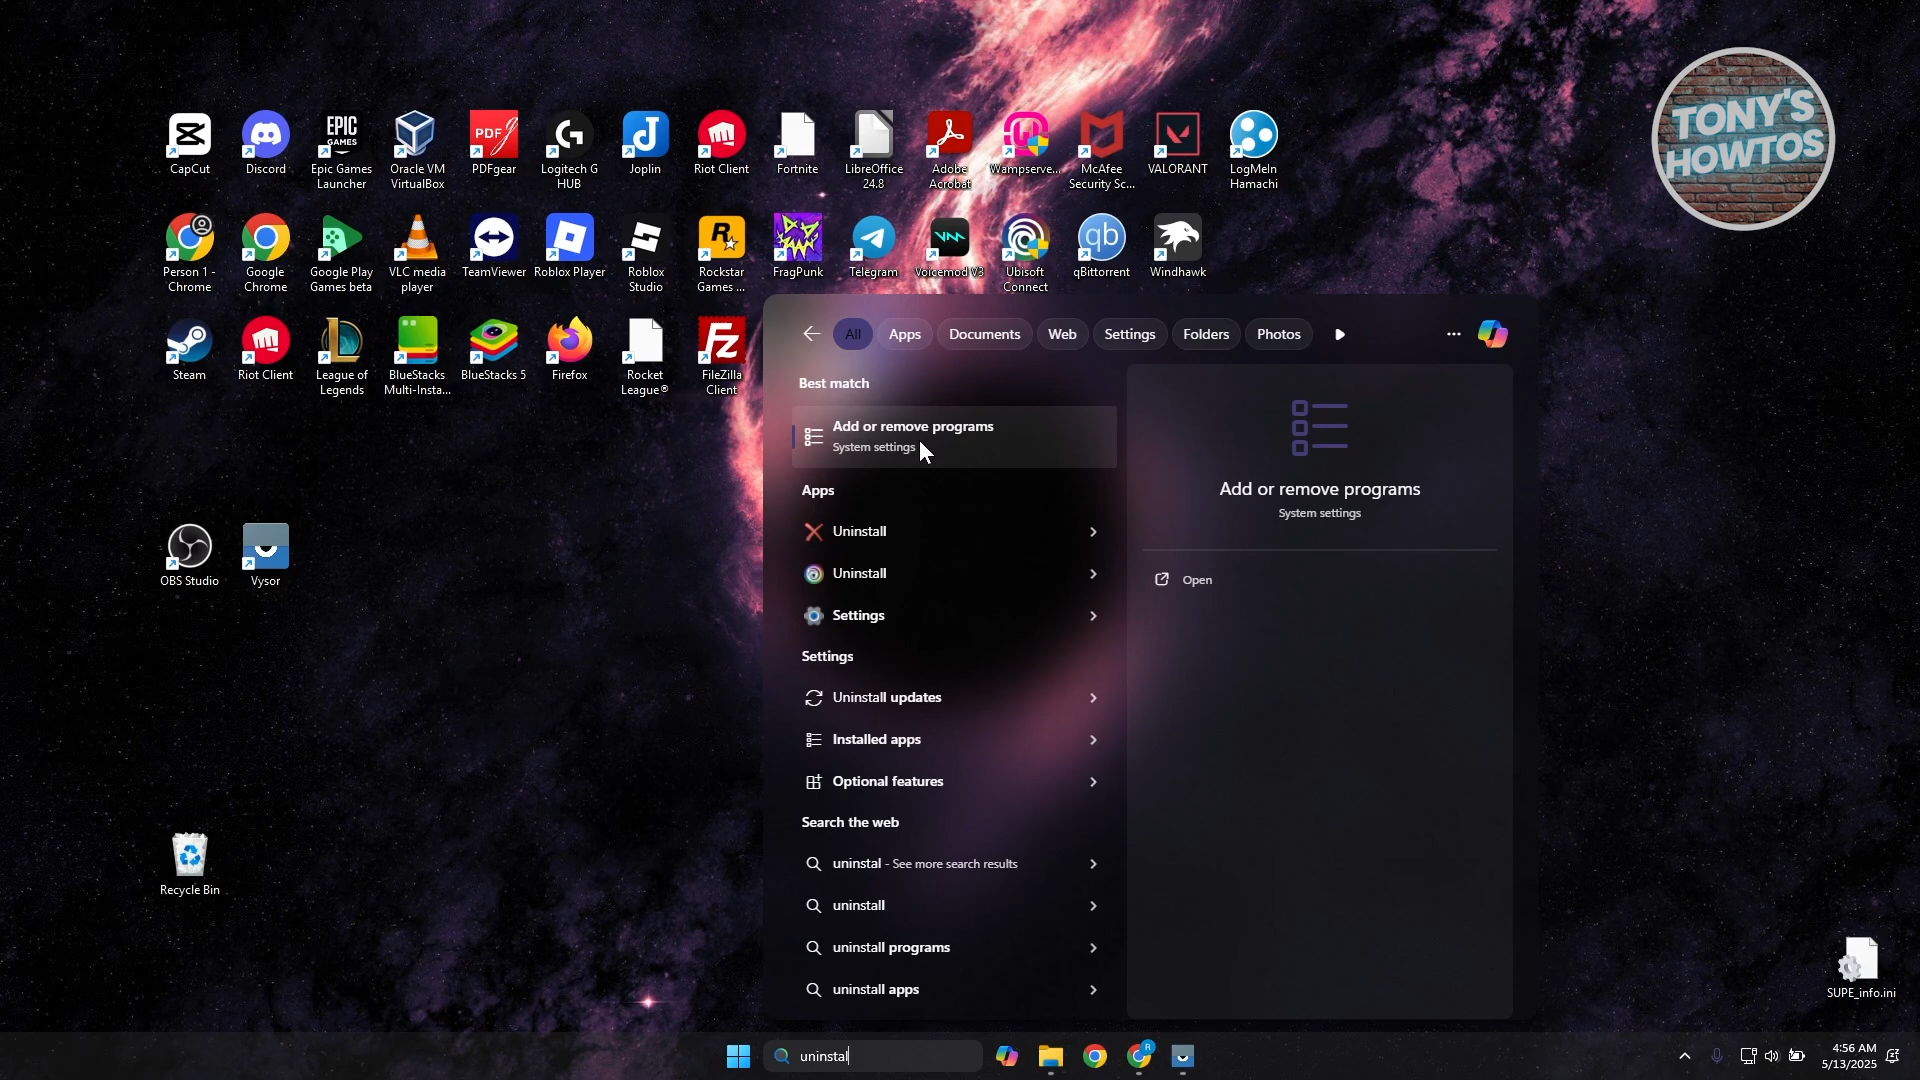 TONY'S
HOWTOS
CapCut
Discord
EPIC
GAMES
Epic Games
Launcher
Oracle VM
VirtualBox
PDF
PDFgear
Logitech G
HUB
Joplin
Riot Client
Fortnite
LibreOffice
24.8
Adobe
Acrobat
Wampserve...
McAfee
Security Sc...
VALORANT
LogMeIn
Hamachi
Person 1 -
Chrome
Google
Chrome
Google Play
Games beta
VLC media
player
TeamViewer
Roblox Player
Roblox
Studio
Rockstar
Games ...
FragPunk
Telegram
Voicemod V3
Ubisoft
Connect
qb
qBittorrent
Windhawk
Steam
Riot Client
League of
Legends
BlueStacks
Multi-Insta...
BlueStacks 5
Firefox
Rocket
League®
Fz
FileZilla
Client
OBS Studio
Vysor
Recycle Bin
SUPE_info.ini
All
Apps
Documents
Web
Settings
Folders
Photos
Best match
Add or remove programs
System settings
Apps
Uninstall
Uninstall
Settings
Settings
Uninstall updates
Installed apps
Optional features
Search the web
uninstal - See more search results
uninstall
uninstall programs
uninstall apps
Add or remove programs
System settings
Open
uninstal
R
4:56 AM
5/13/2025